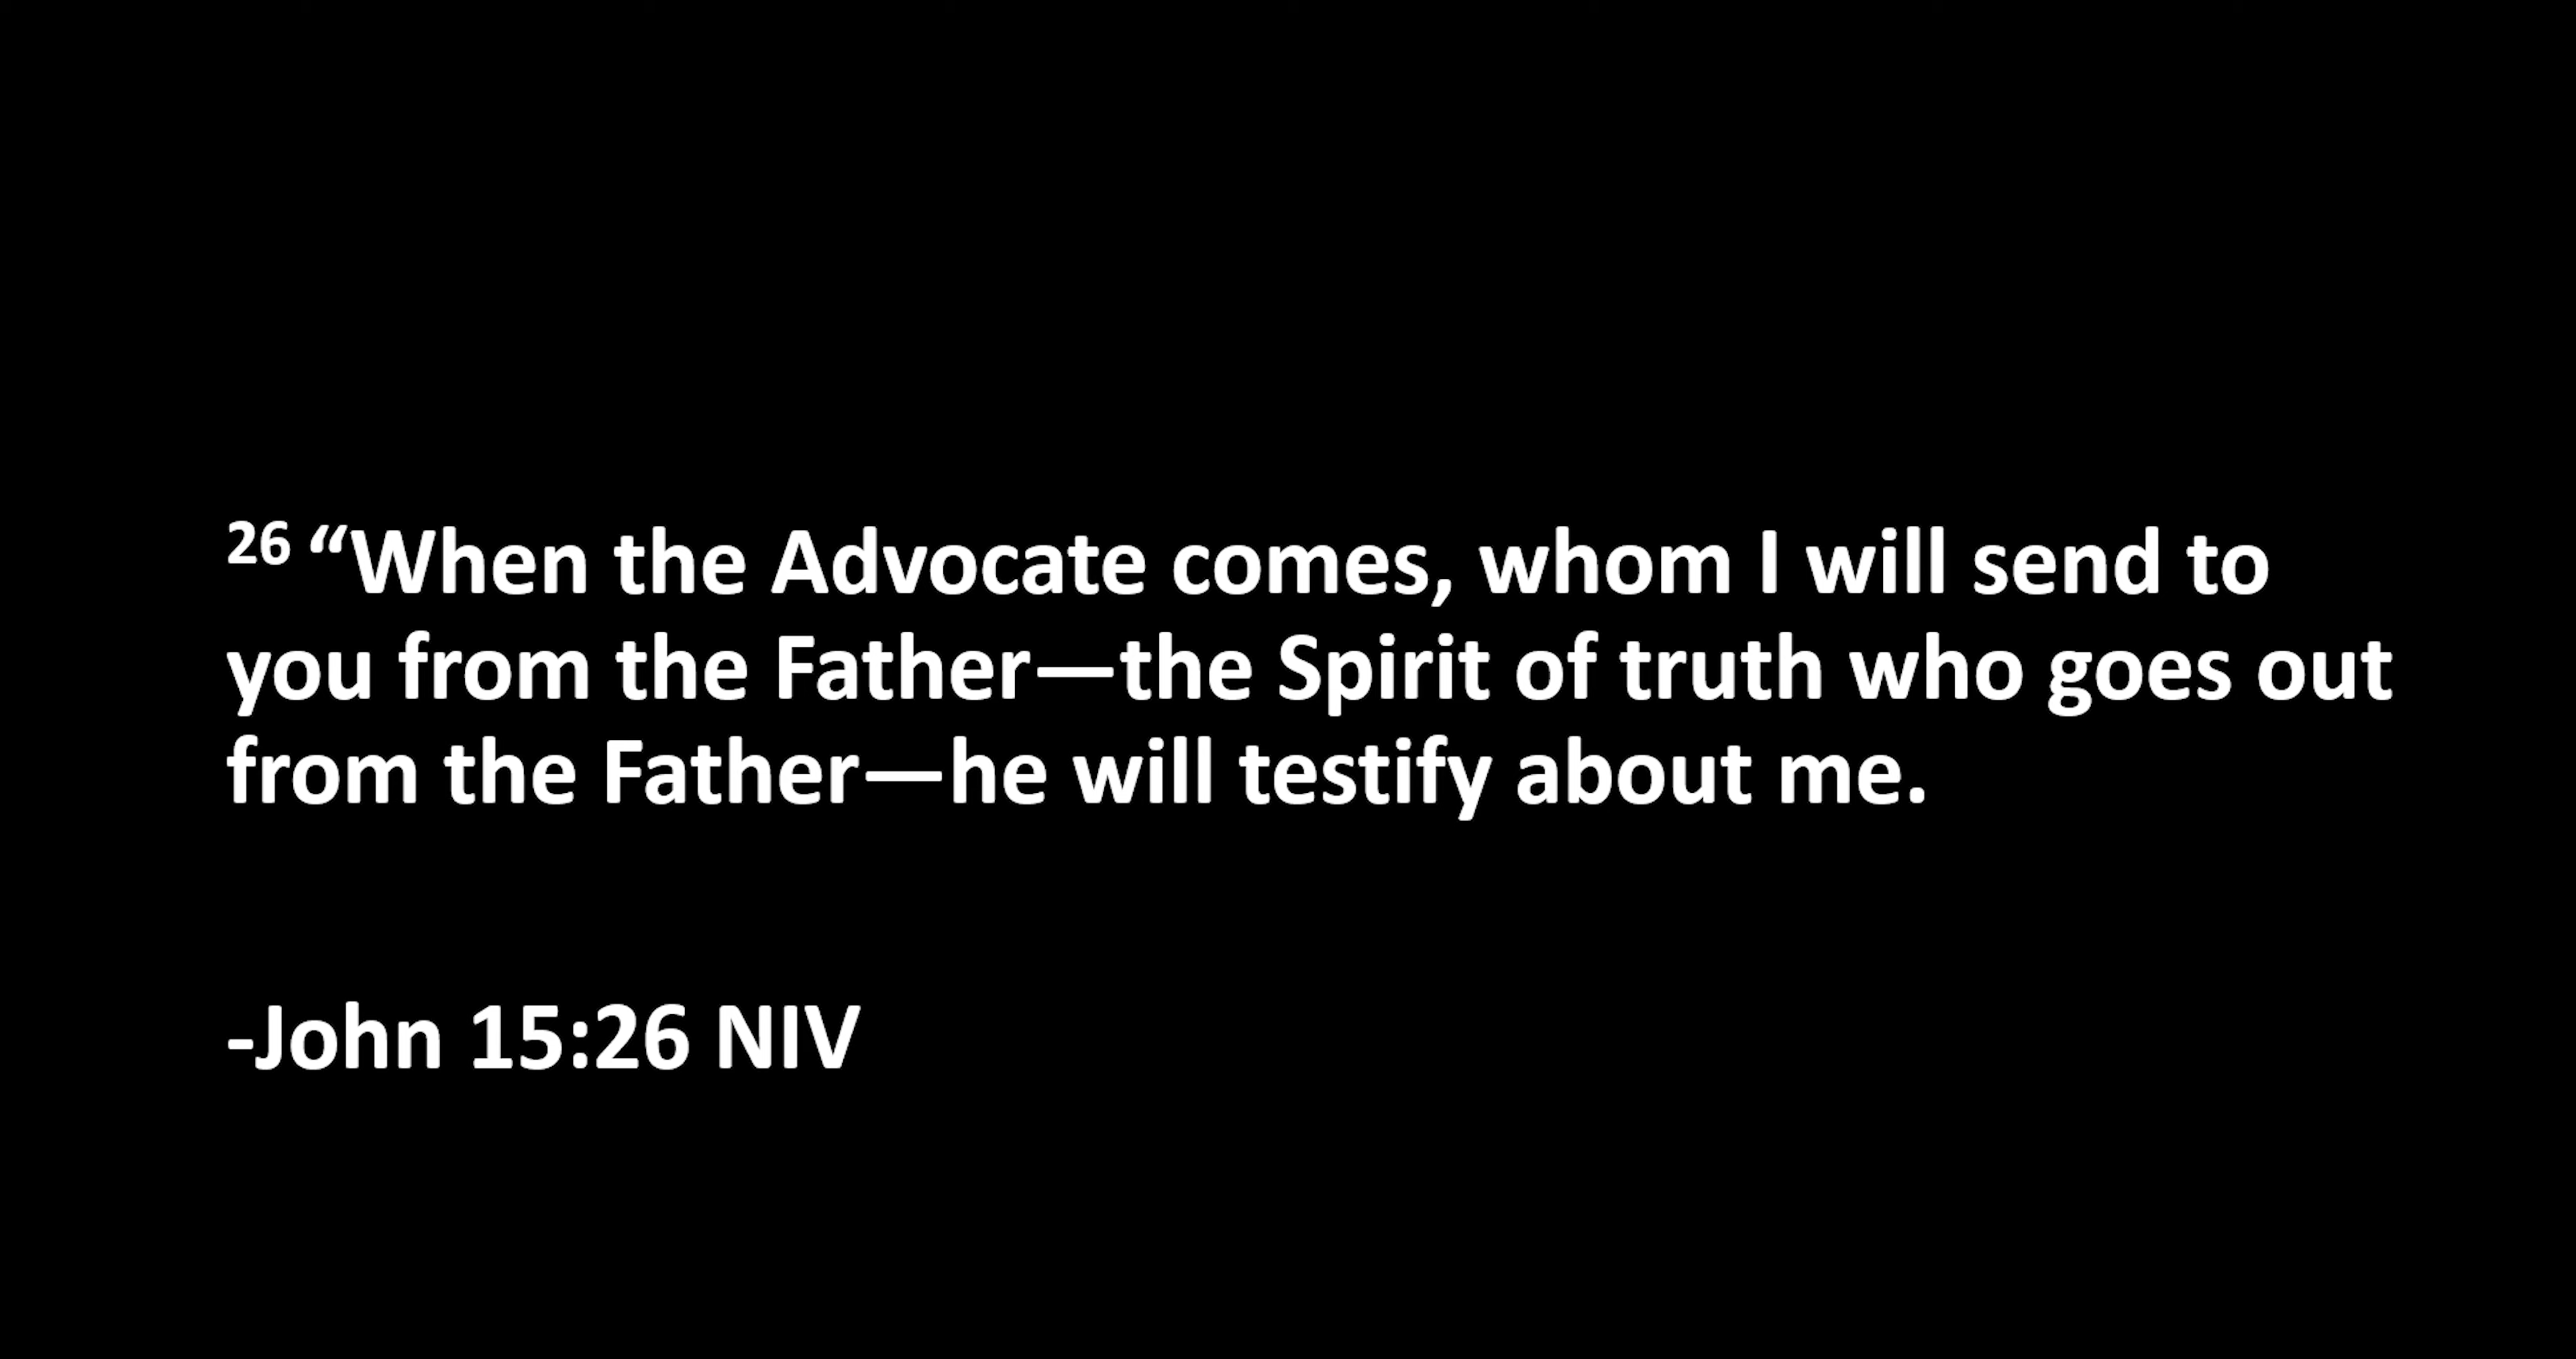 26 “When the Advocate comes, whom I will send to
you from the Father—the Spirit of truth who goes out
from the Father—he will testify about me.
-John 15:26 NIV